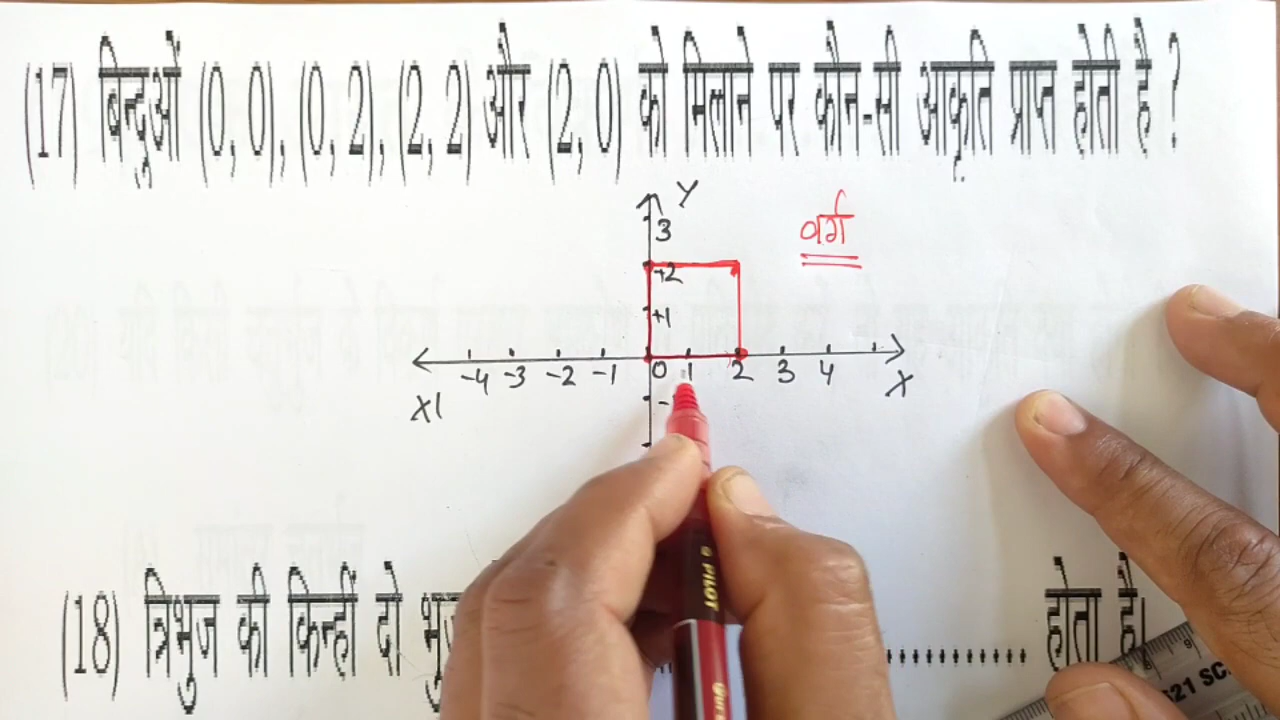 (17) बिन्दुओं (0, 0), (0, 2), (2, 2) और (2, 0) को मिलाने पर कौन-सी आकृति प्राप्त होती है ?
Y
3
वर्ग
+2
+1
-4 -3 -2 -1 0 1 2 3 4
X| X
-
(18) त्रिभुज की किन्हीं दो ............ होता है।
PILOT